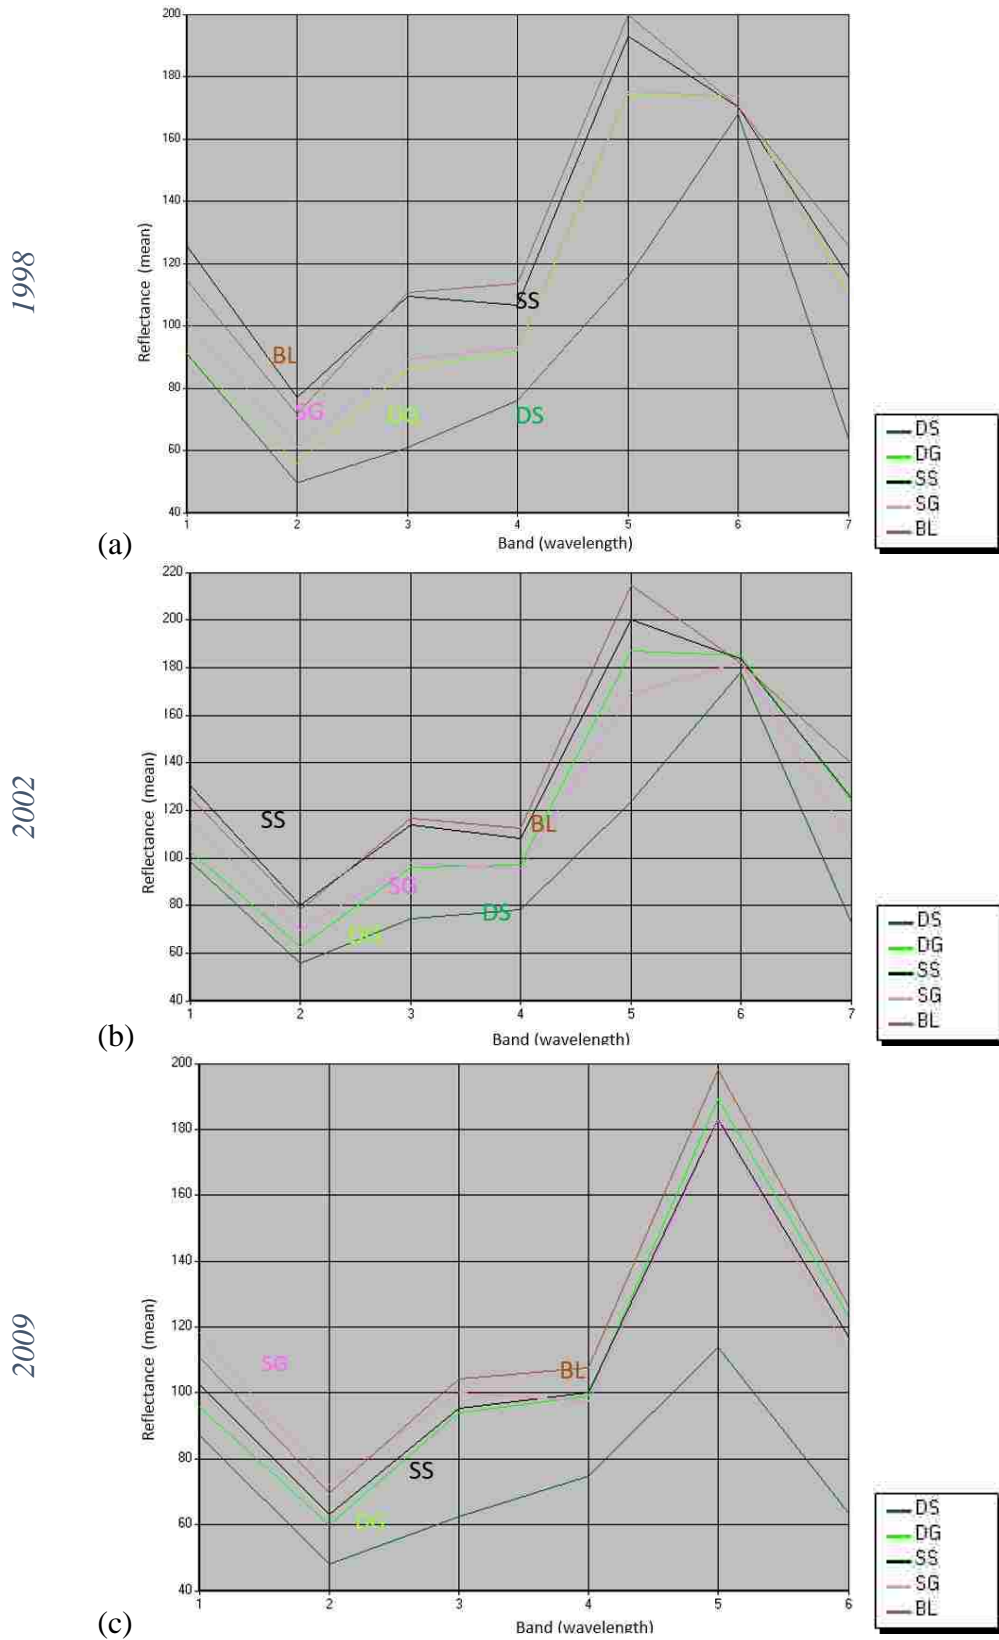 1998
Reflectance (mean)
200
180
160
140
120
100
80
60
40
BL
SG
DG
SS
DS
1 2 3 4 5 6 7
Band (wavelength)
(a)
DS
DG
SS
SG
BL
2002
Reflectance (mean)
220
200
180
160
140
120
100
80
60
40
SS
BL
SG
DS
DG
1 2 3 4 5 6 7
Band (wavelength)
(b)
DS
DG
SS
SG
BL
2009
Reflectance (mean)
200
180
160
140
120
100
80
60
40
SG
BL
SS
DG
1 2 3 4 5 6
Band (wavelength)
(c)
DS
DG
SS
SG
BL